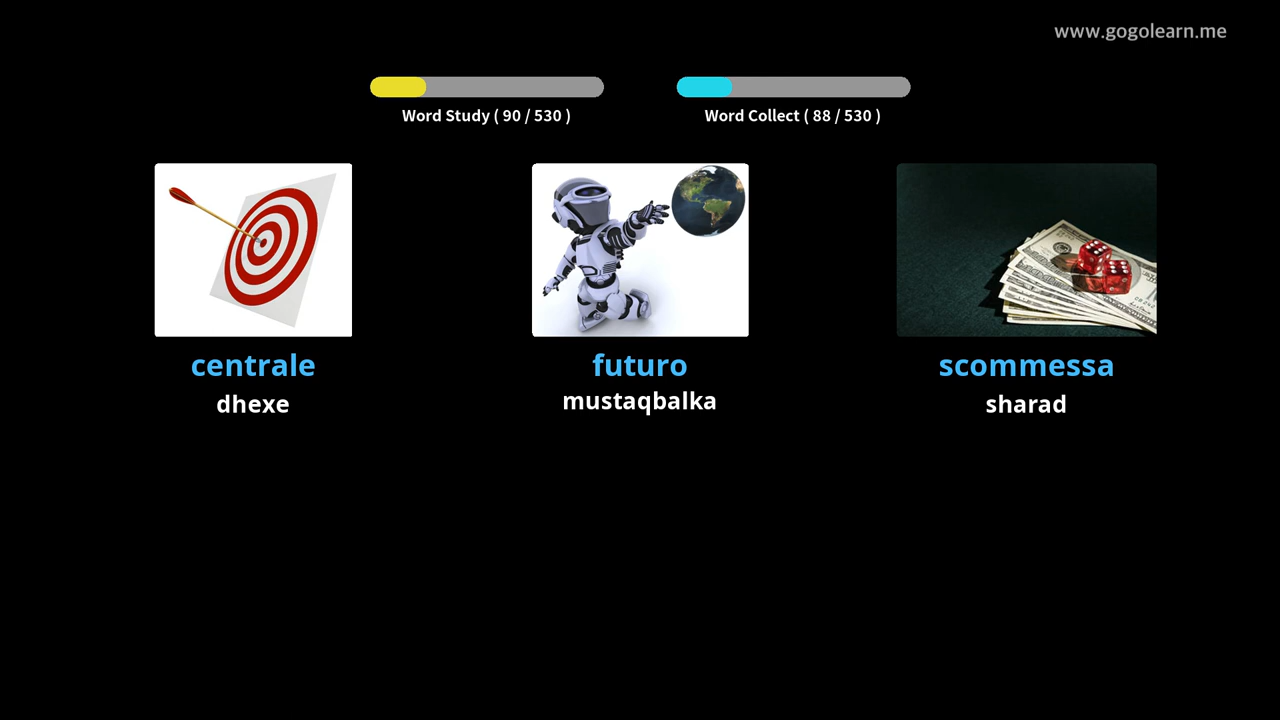 www.gogolearn.me
Word Study ( 90 / 530 )
Word Collect ( 88 / 530 )
centrale
dhexe
futuro
mustaqbalka
scommessa
sharad